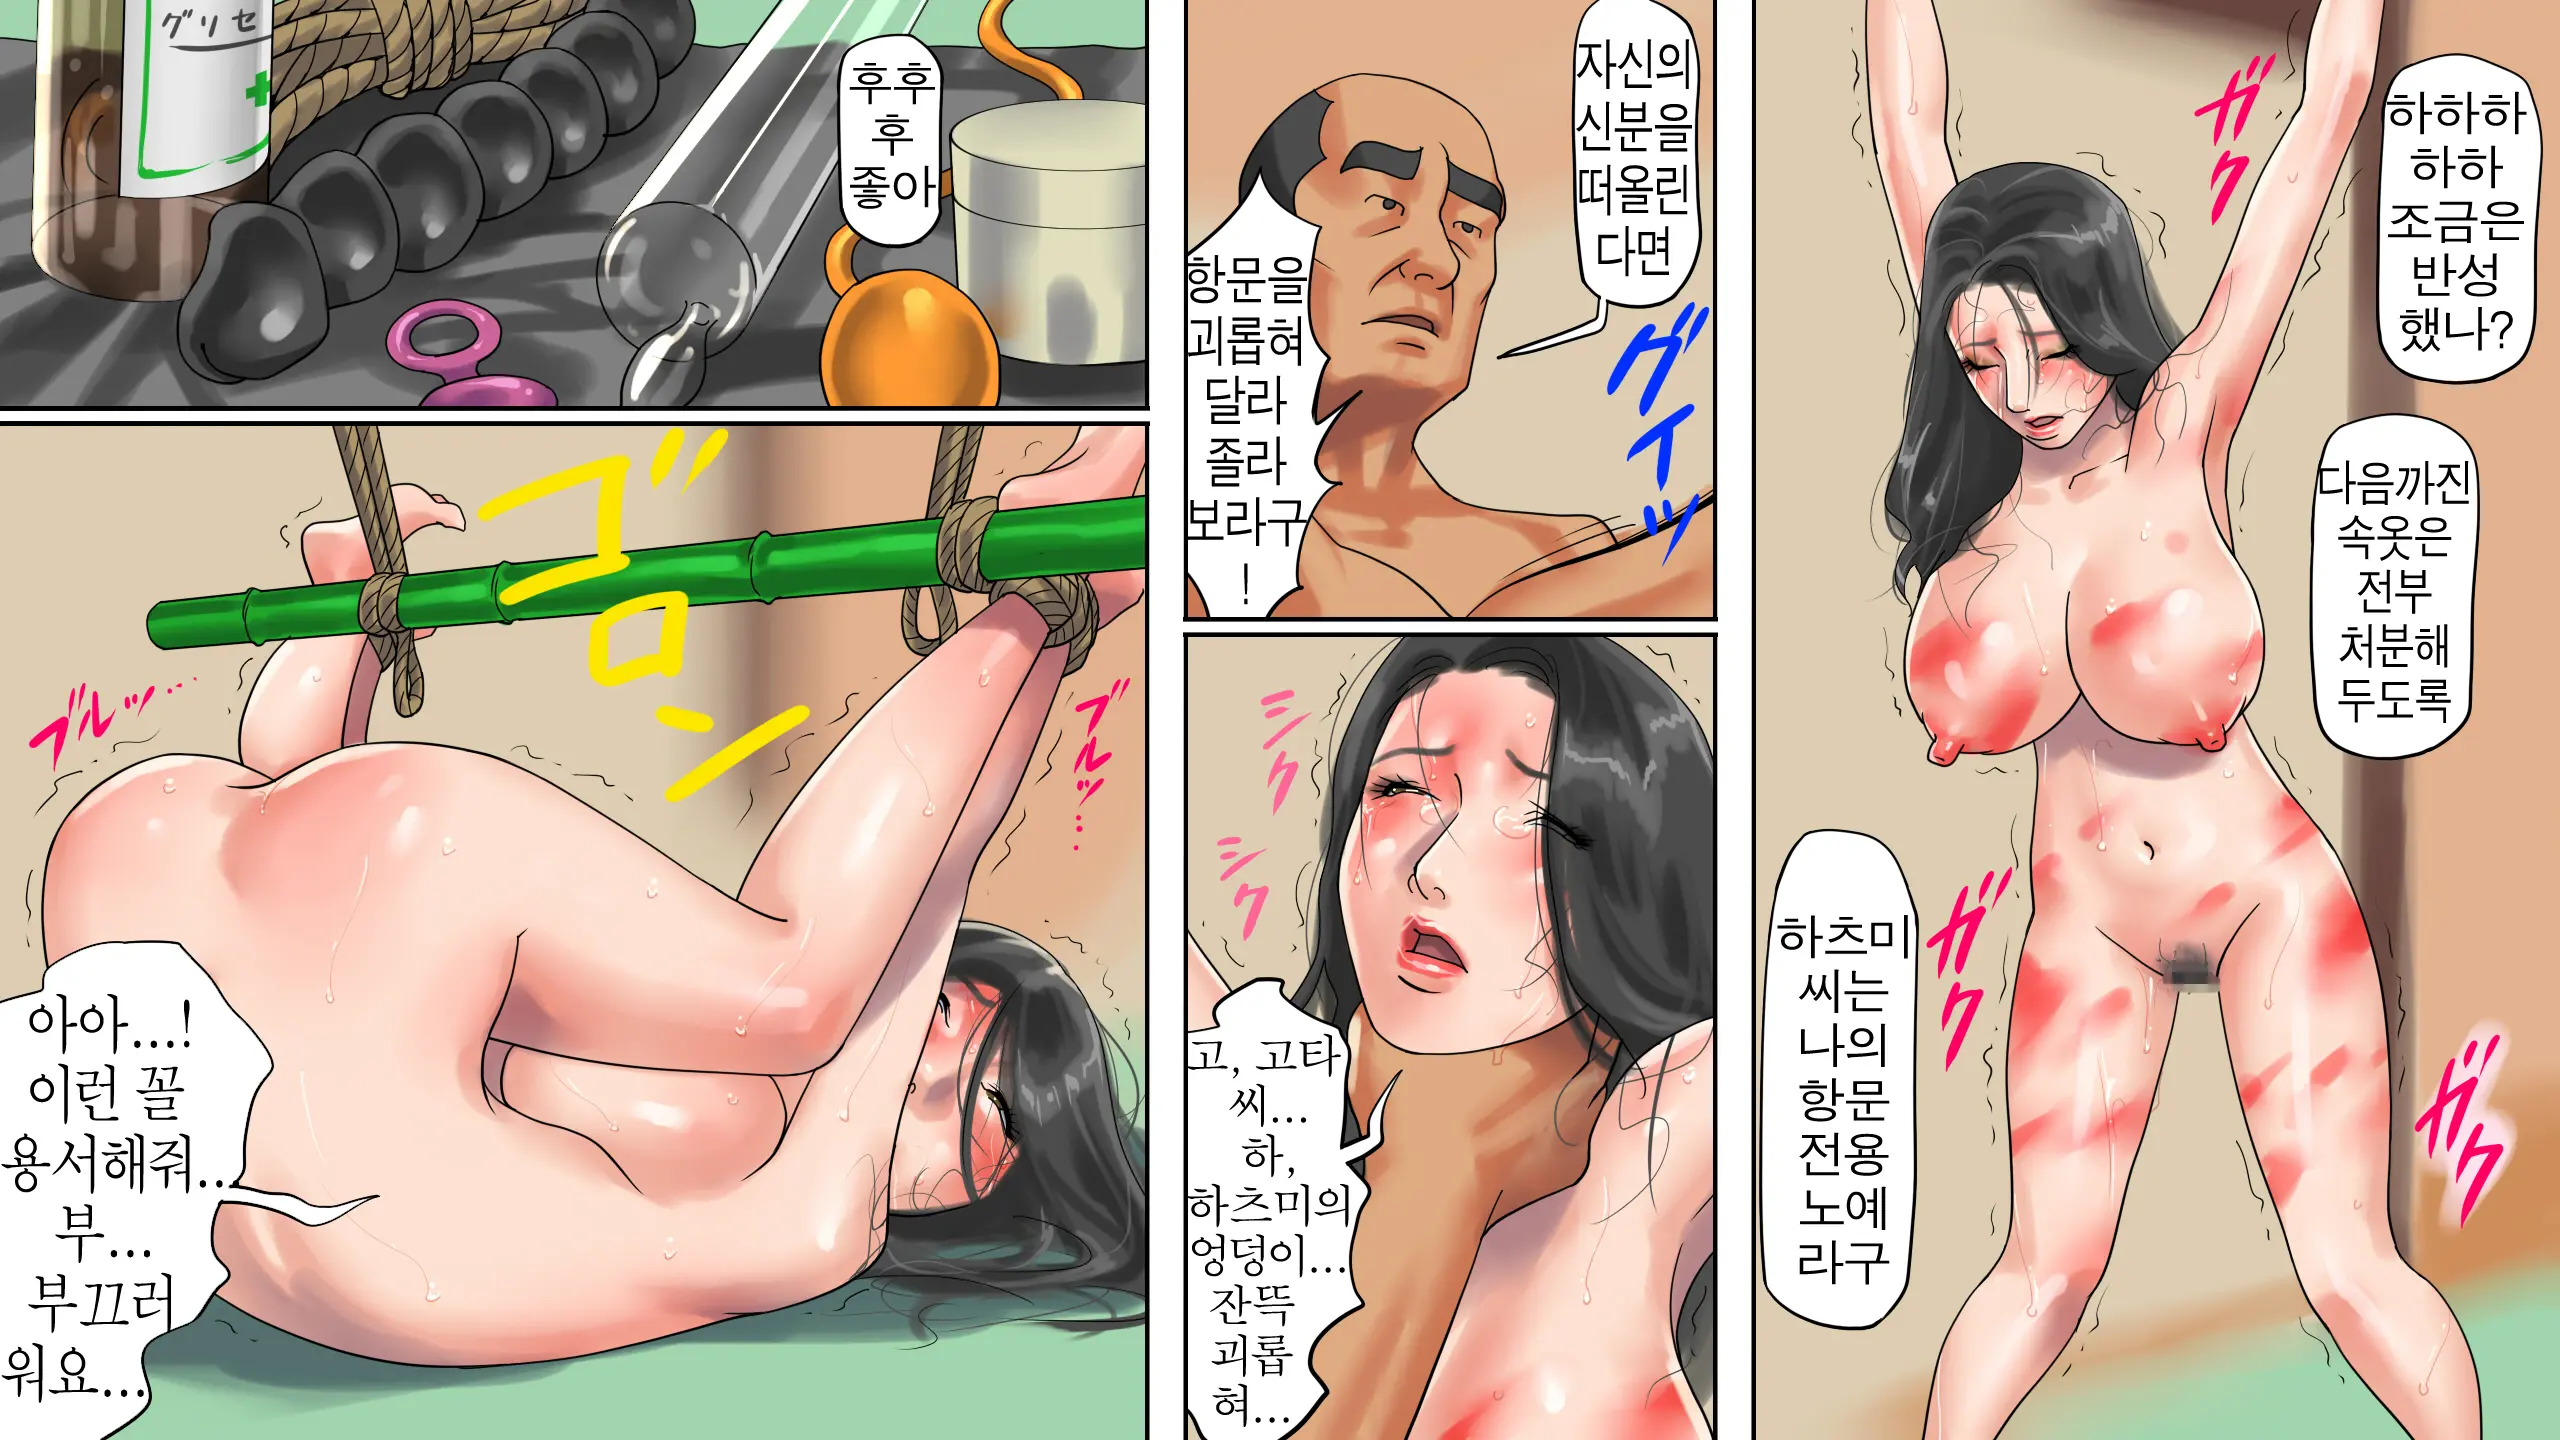 하하하
하하
조금은
반성
했나?
다음까진
속옷은
전부
처분해
두도록
하츠미
씨는
나의
항문
전용
노예
라구
ガクガク
ガクガク
ガクガク
자신의
신분을
떠올린
다면
항문을
괴롭혀
달라
졸라
보라구
!
グイッ
シク
シク
고, 고타
씨...
하,
하츠미의
엉덩이...
잔뜩
괴롭
혀...
グリセ
후후
후
좋아
ゴロン
ブルッ…
ブルッ…
아아...!
이런 꼴
용서해줘...
부...
부끄러
워요...